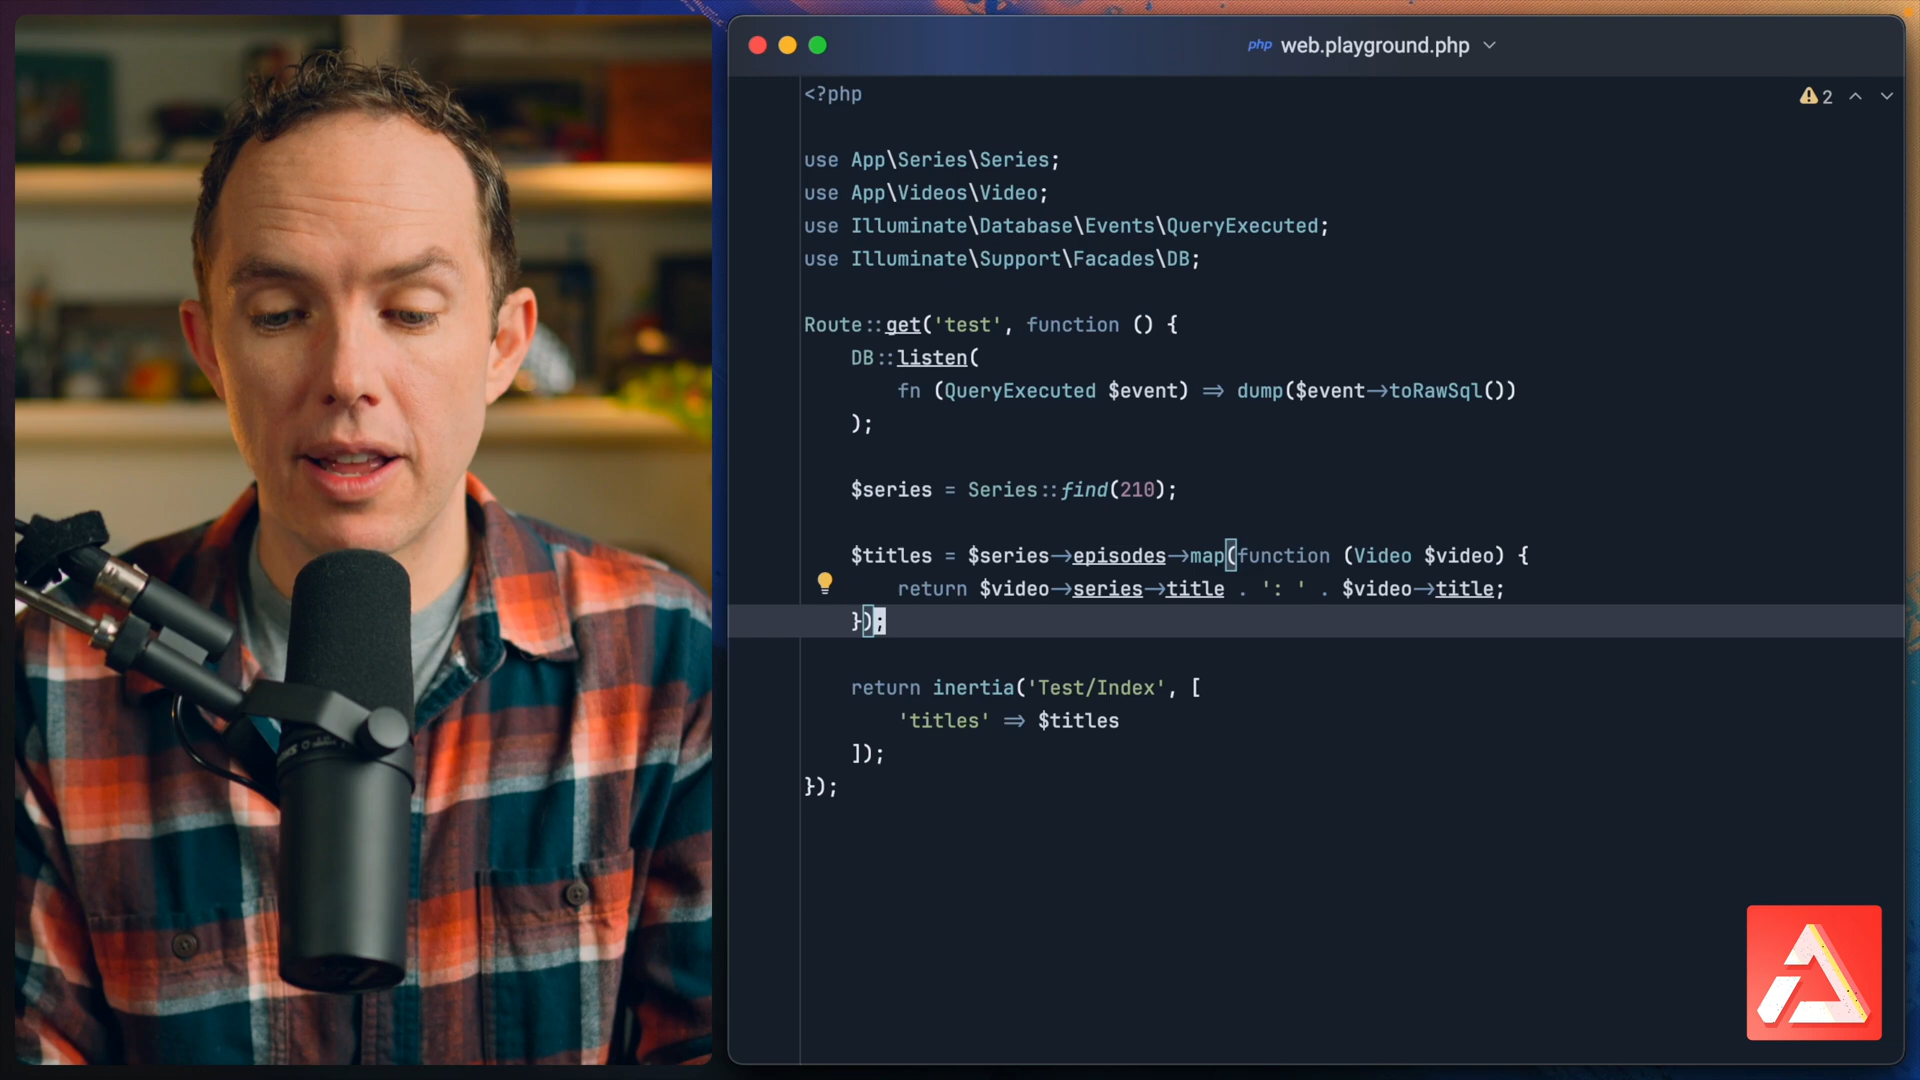 php web.playground.php
<?php
2
use App\Series\Series;
use App\Videos\Video;
use Illuminate\Database\Events\QueryExecuted;
use Illuminate\Support\Facades\DB;
Route::get('test', function () {
DB::listen(
fn (QueryExecuted $event) => dump($event->toRawSql())
);
$series = Series::find(210);
$titles = $series->episodes->map(function (Video $video) {
return $video->series->title . ': ' . $video->title;
});
return inertia('Test/Index', [
'titles' => $titles
]);
});